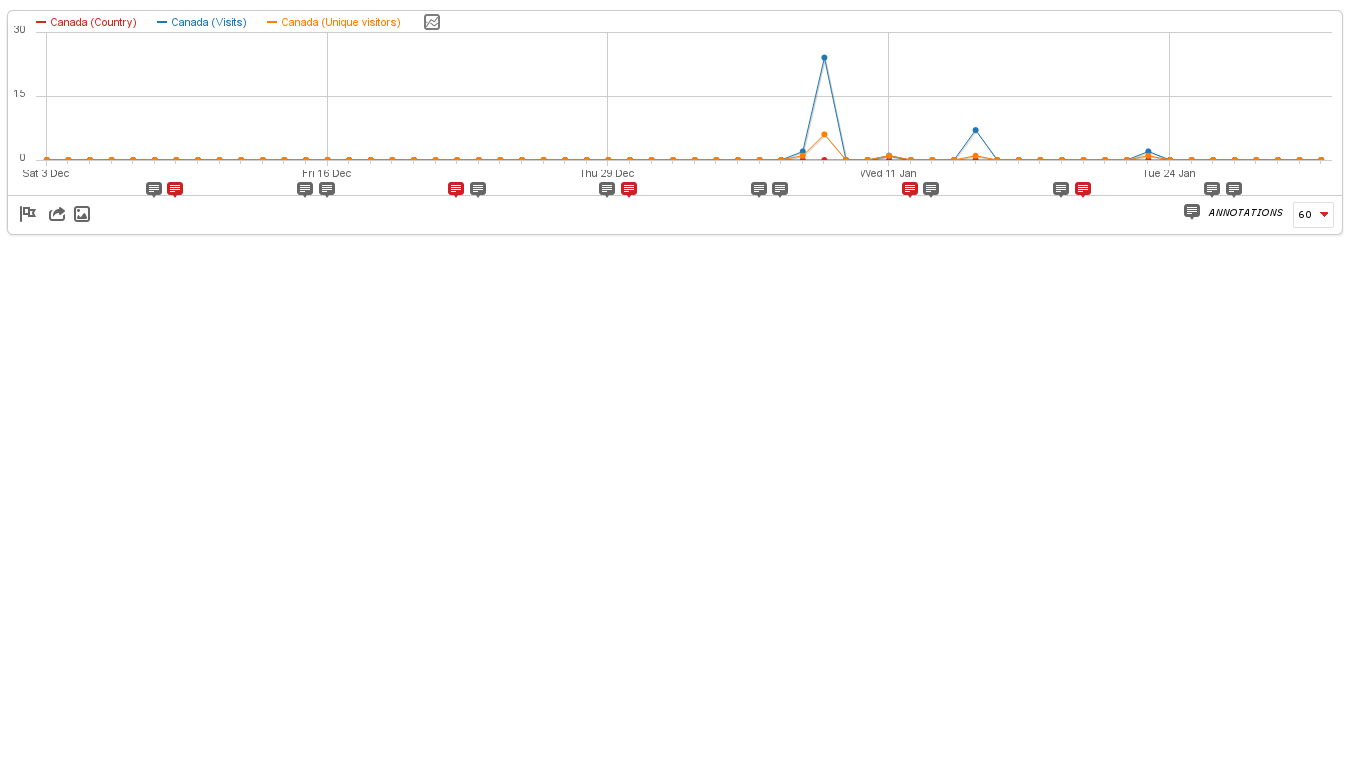 Canada (Country) Canada (Visits) Canada (Unique visitors)
30
15
0
Sat 3 Dec Fri 16 Dec Thu 29 Dec Wed 11 Jan Tue 24 Jan
ANNOTATIONS 60